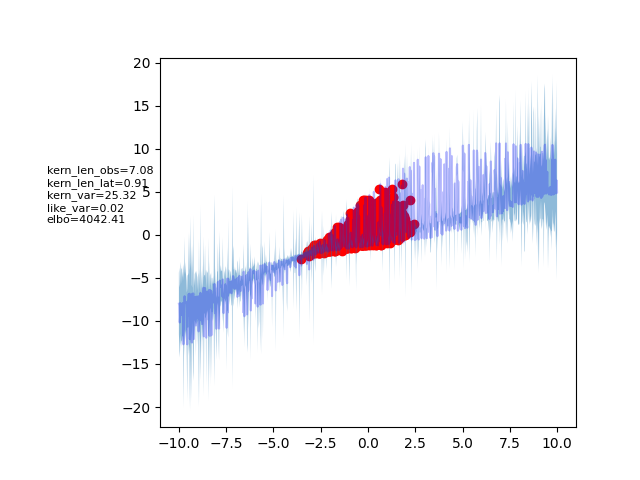 20
15
10
5
0
−5
−10
−15
−20
kern_len_obs=7.08
kern_len_lat=0.91
kern_var=25.32
like_var=0.02
elbo=4042.41
−10.0 −7.5 −5.0 −2.5 0.0 2.5 5.0 7.5 10.0